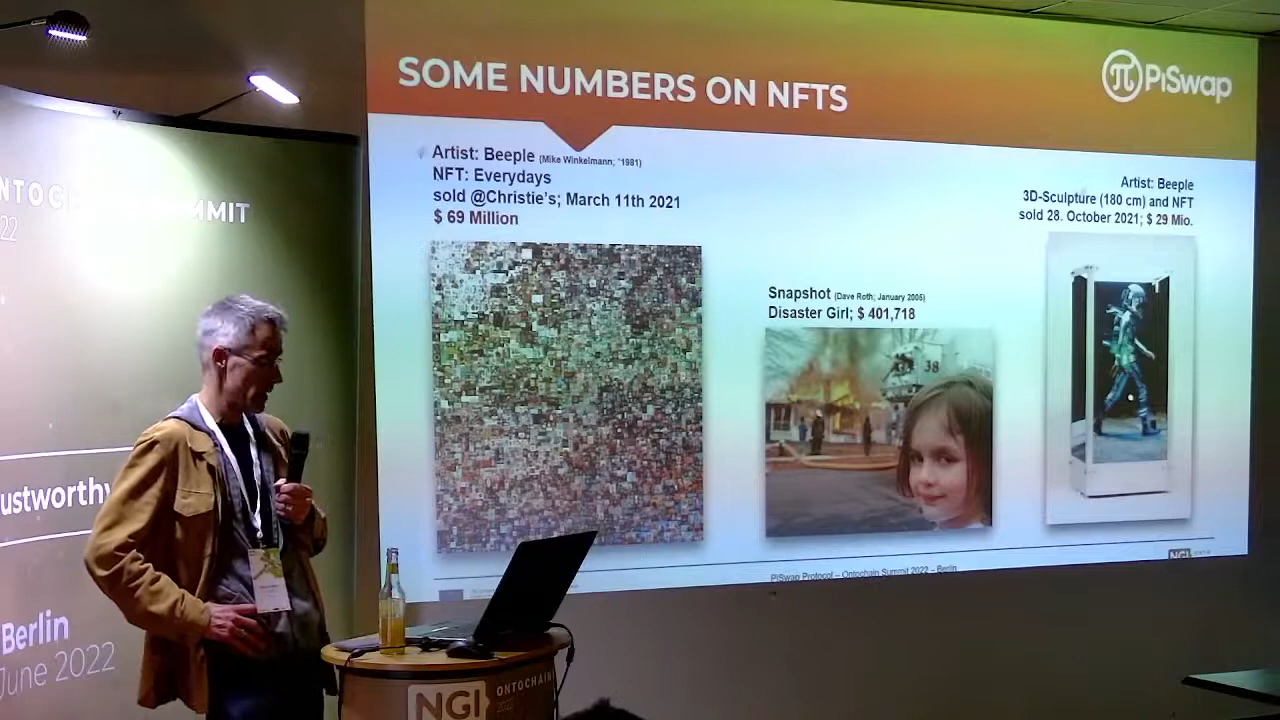 SOME NUMBERS ON NFTS
PiSwap
Artist: Beeple (Mike Winkelmann; *1981)
NFT: Everydays
sold @Christie's; March 11th 2021
$ 69 Million
Snapshot (Dave Roth; January 2005)
Disaster Girl; $ 401,718
38
Artist: Beeple
3D-Sculpture (180 cm) and NFT
sold 28. October 2021; $ 29 Mio.
PiSwap Protocol – Ontochain Summit 2022 – Berlin
NGI
NTOC MMIT
22
ustworthy
Berlin
June 2022
NGI ONTOCHAIN
2022